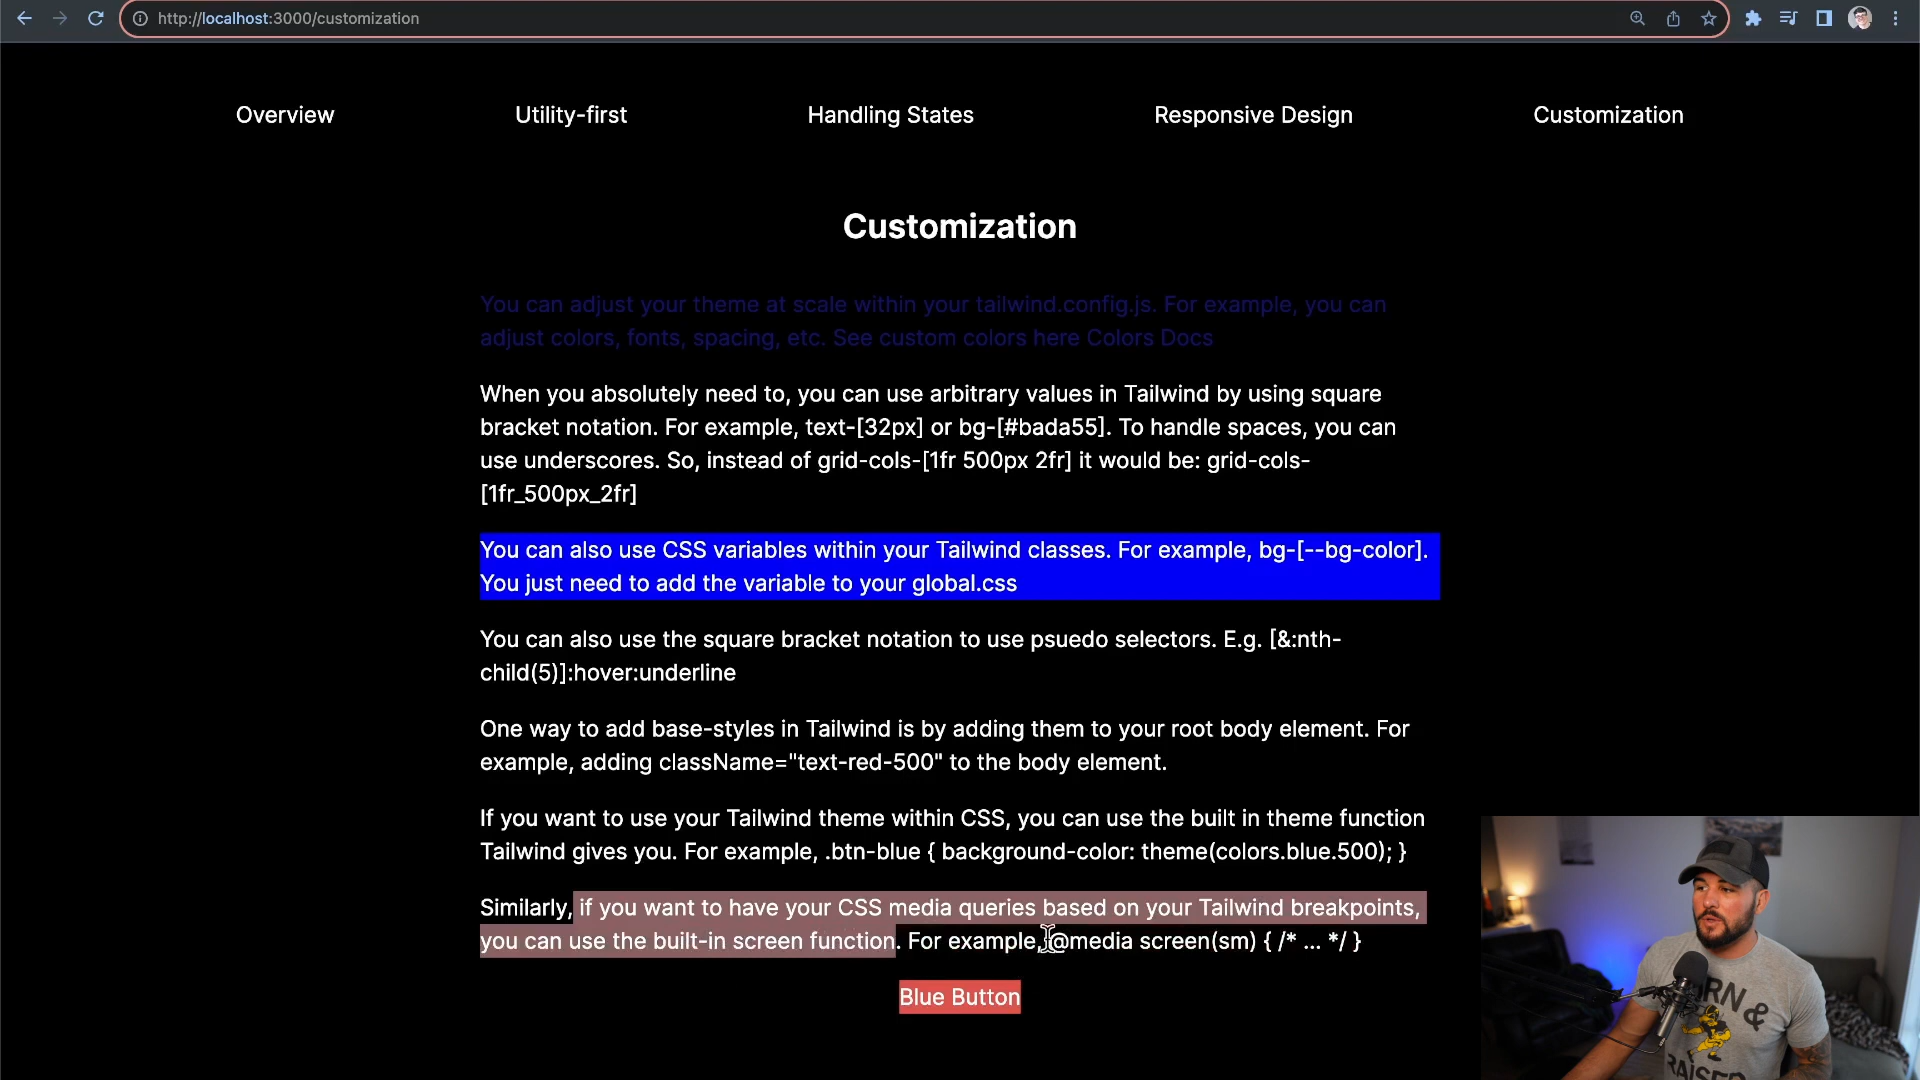 http://localhost:3000/customization
Overview
Utility-first
Handling States
Responsive Design
Customization
Customization
You can adjust your theme at scale within your tailwind.config.js. For example, you can
adjust colors, fonts, spacing, etc. See custom colors here Colors Docs
When you absolutely need to, you can use arbitrary values in Tailwind by using square
bracket notation. For example, text-[32px] or bg-[#bada55]. To handle spaces, you can
use underscores. So, instead of grid-cols-[1fr 500px 2fr] it would be: grid-cols-
[1fr_500px_2fr]
You can also use CSS variables within your Tailwind classes. For example, bg-[--bg-color].
You just need to add the variable to your global.css
You can also use the square bracket notation to use psuedo selectors. E.g. [&:nth-
child(5)]:hover:underline
One way to add base-styles in Tailwind is by adding them to your root body element. For
example, adding className="text-red-500" to the body element.
If you want to use your Tailwind theme within CSS, you can use the built in theme function
Tailwind gives you. For example, .btn-blue { background-color: theme(colors.blue.500); }
Similarly, if you want to have your CSS media queries based on your Tailwind breakpoints,
you can use the built-in screen function. For example, @media screen(sm) { /* ... */ }
Blue Button